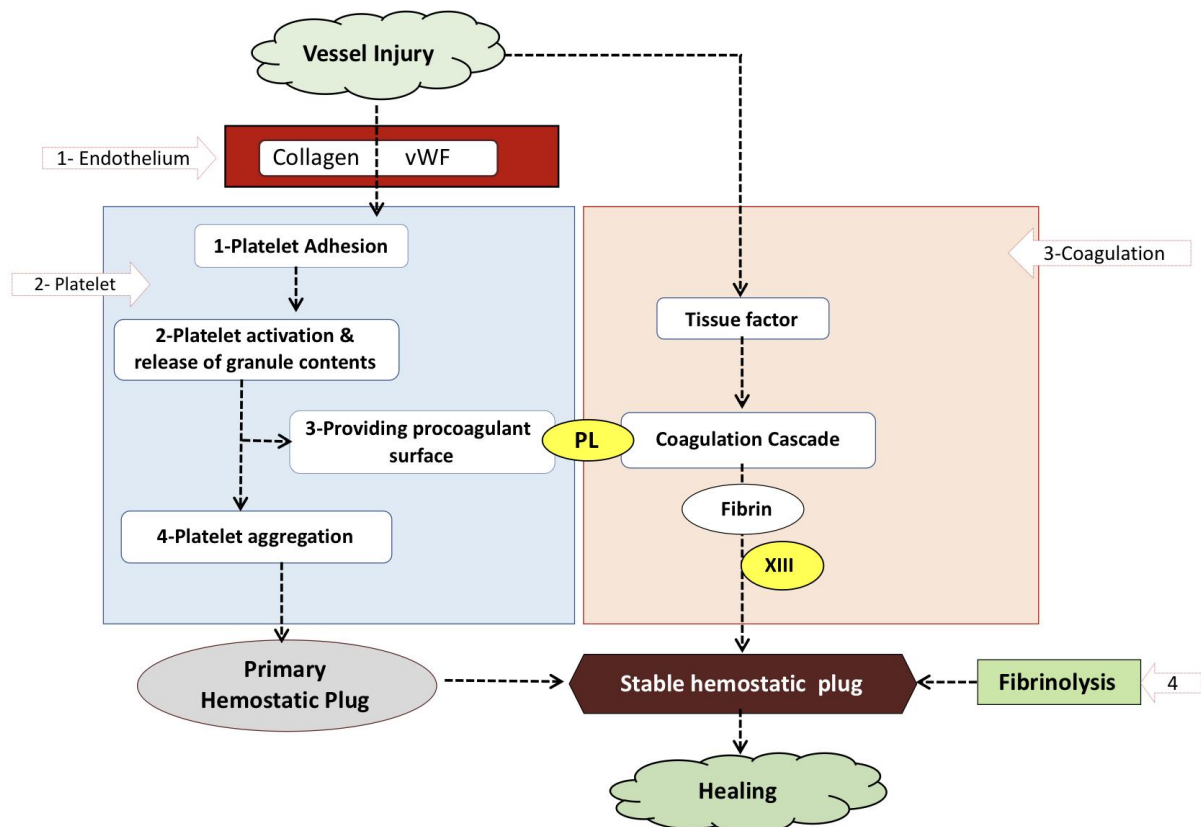 Vessel Injury
1- Endothelium
Collagen vWF
1-Platelet Adhesion
2- Platelet
2-Platelet activation &
release of granule contents
3-Providing procoagulant
surface
4-Platelet aggregation
3-Coagulation
Tissue factor
PL
Coagulation Cascade
Fibrin
XIII
Primary
Hemostatic Plug
Stable hemostatic plug
Fibrinolysis
4
Healing